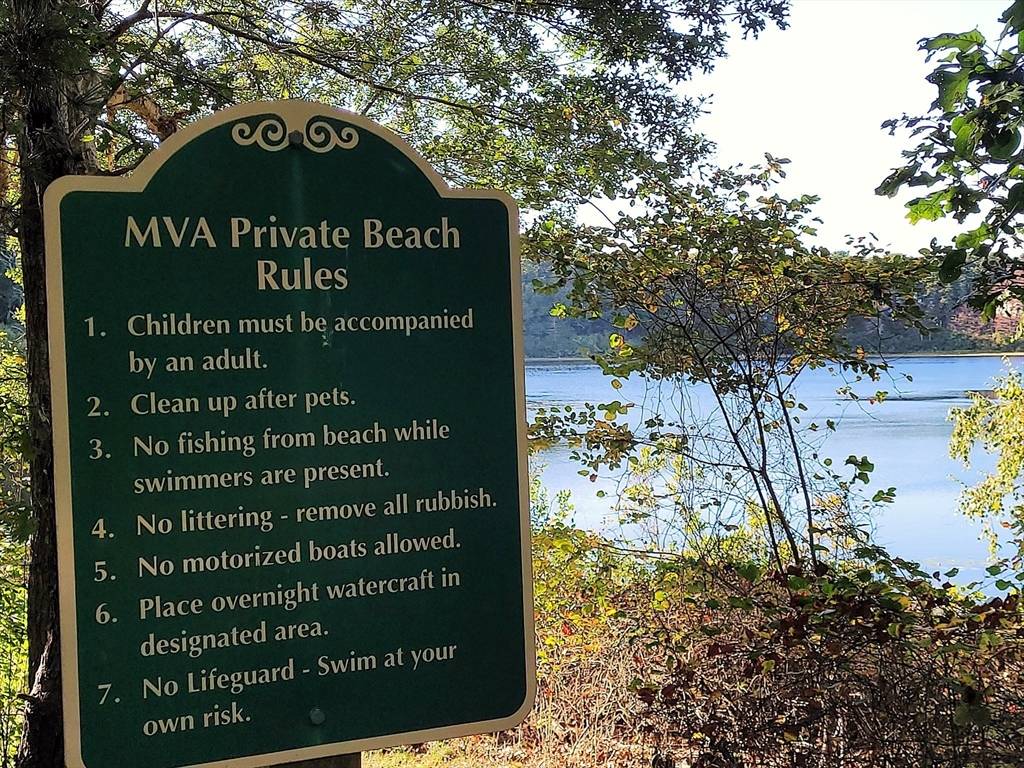 MVA Private Beach
Rules
1. Children must be accompanied
by an adult.
2. Clean up after pets.
3. No fishing from beach while
swimmers are present.
4. No littering - remove all rubbish.
5. No motorized boats allowed.
6. Place overnight watercraft in
designated area.
7. No Lifeguard - Swim at your
own risk.